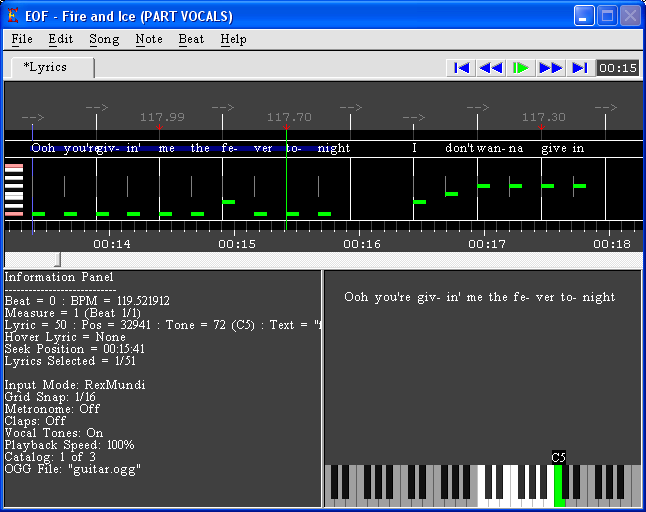 EOF - Fire and Ice (PART VOCALS)
File Edit Song Note Beat Help
*Lyrics
00:15
--> --> 117.99 --> 117.70 --> --> --> 117.30 -->
Ooh you're giv- in' me the fe- ver to- night I don't wan- na give in
00:14 00:15 00:16 00:17 00:18
Information Panel
----------------------------
Beat = 0 : BPM = 119.521912
Measure = 1 (Beat 1/1)
Lyric = 50 : Pos = 32941 : Tone = 72 (C5) : Text = "f
Hover Lyric = None
Seek Position = 00:15:41
Lyrics Selected = 1/51
Input Mode: RexMundi
Grid Snap: 1/16
Metronome: Off
Claps: Off
Vocal Tones: On
Playback Speed: 100%
Catalog: 1 of 3
OGG File: "guitar.ogg"
Ooh you're giv- in' me the fe- ver to- night
C5